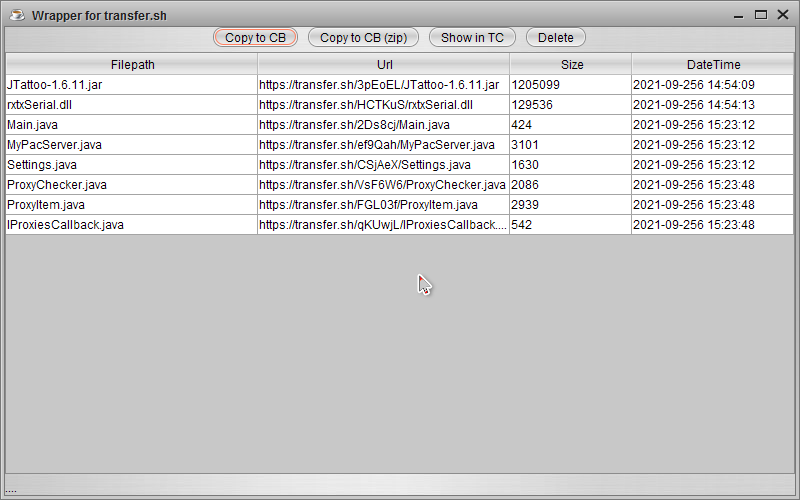 Wrapper for transfer.sh
Copy to CB Copy to CB (zip) Show in TC Delete
Filepath Url Size DateTime
JTattoo-1.6.11.jar https://transfer.sh/3pEoEL/JTattoo-1.6.11.jar 1205099 2021-09-256 14:54:09
rxtxSerial.dll https://transfer.sh/HCTKuS/rxtxSerial.dll 129536 2021-09-256 14:54:13
Main.java https://transfer.sh/2Ds8cj/Main.java 424 2021-09-256 15:23:12
MyPacServer.java https://transfer.sh/ef9Qah/MyPacServer.java 3101 2021-09-256 15:23:12
Settings.java https://transfer.sh/CSjAeX/Settings.java 1630 2021-09-256 15:23:12
ProxyChecker.java https://transfer.sh/VsF6W6/ProxyChecker.java 2086 2021-09-256 15:23:48
ProxyItem.java https://transfer.sh/FGL03f/ProxyItem.java 2939 2021-09-256 15:23:48
IProxiesCallback.java https://transfer.sh/qKUwjL/IProxiesCallback.... 542 2021-09-256 15:23:48
....